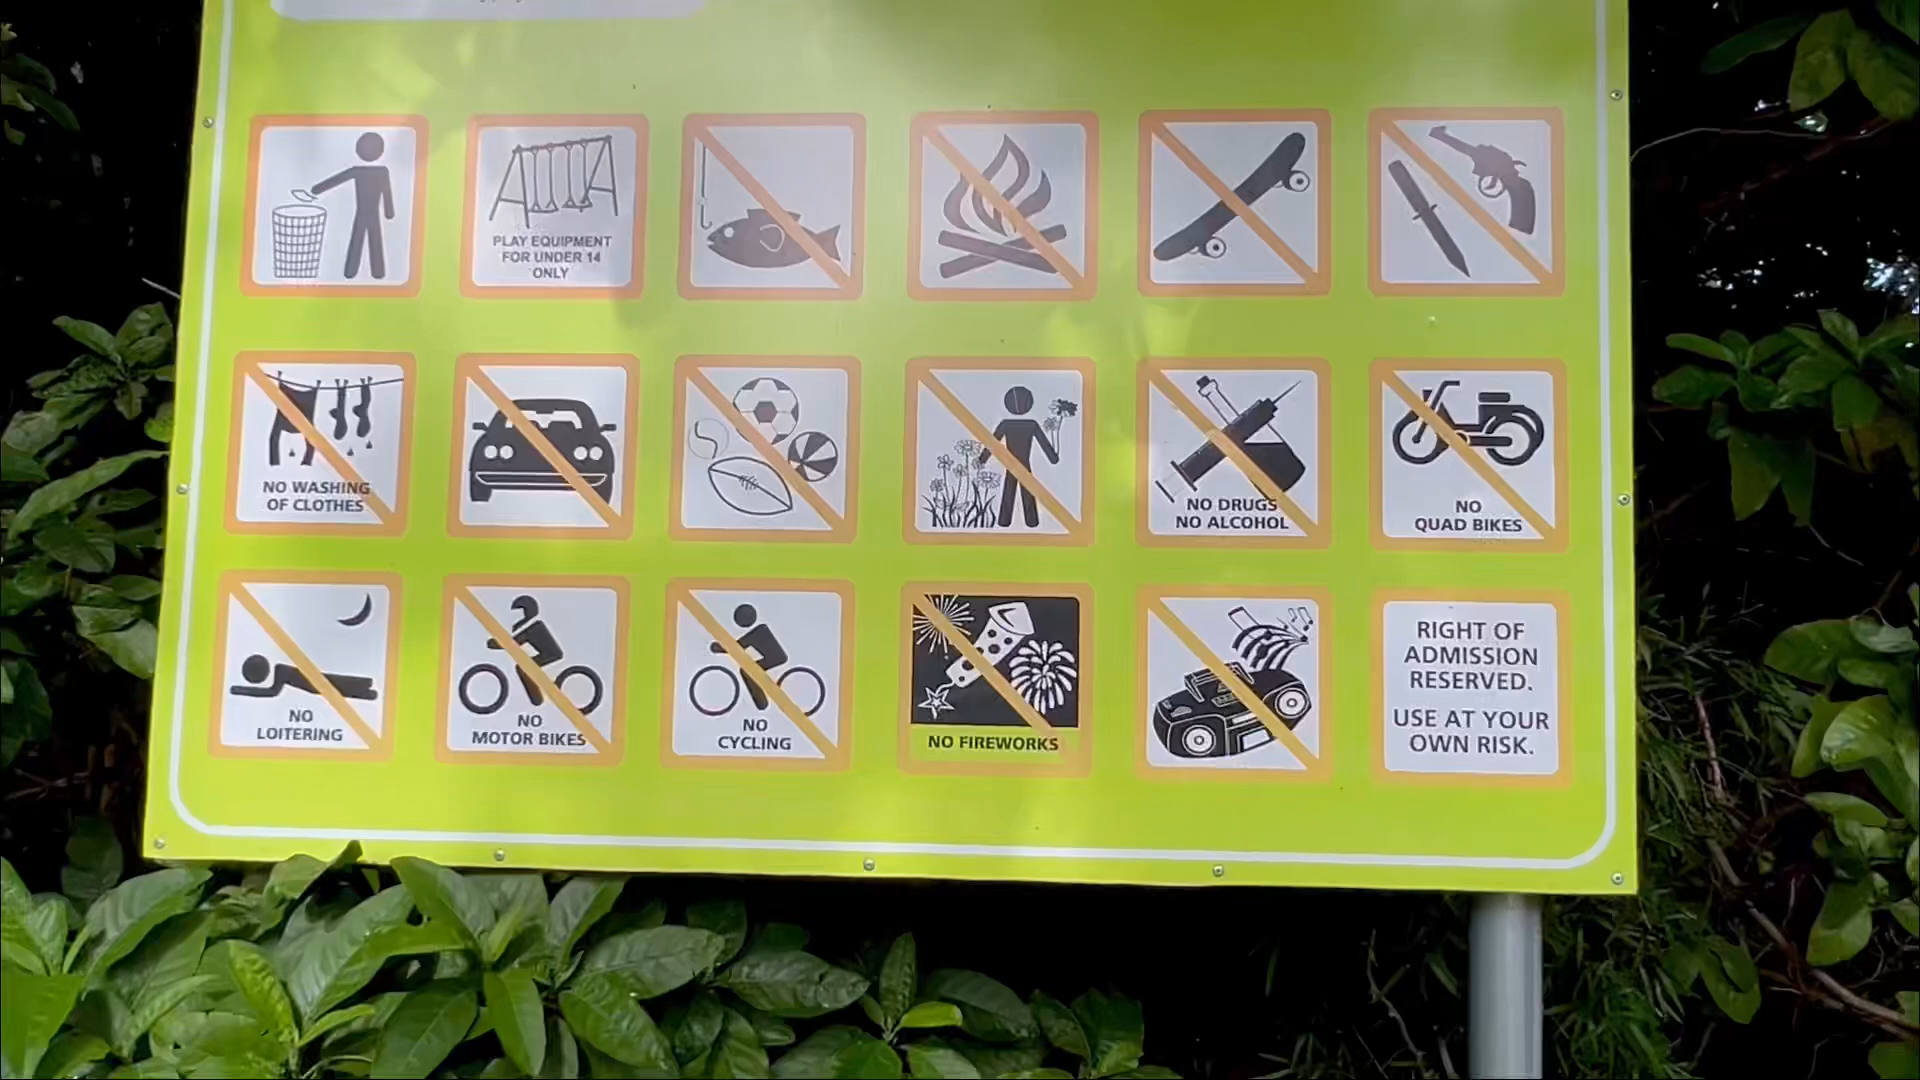 PLAY EQUIPMENT
FOR UNDER 14
ONLY
NO WASHING
OF CLOTHES
NO DRUGS
NO ALCOHOL
NO
QUAD BIKES
NO
LOITERING
NO
MOTOR BIKES
NO
CYCLING
NO FIREWORKS
RIGHT OF
ADMISSION
RESERVED.
USE AT YOUR
OWN RISK.